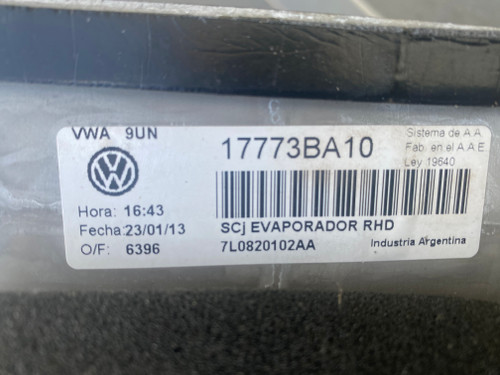 VWA 9UN
17773BA10
Sistema de A.A
Fab. en el A.A.E
Ley 19640
Hora: 16:43
Fecha:23/01/13
O/F: 6396
SCj EVAPORADOR RHD
7L0820102AA
Industria Argentina